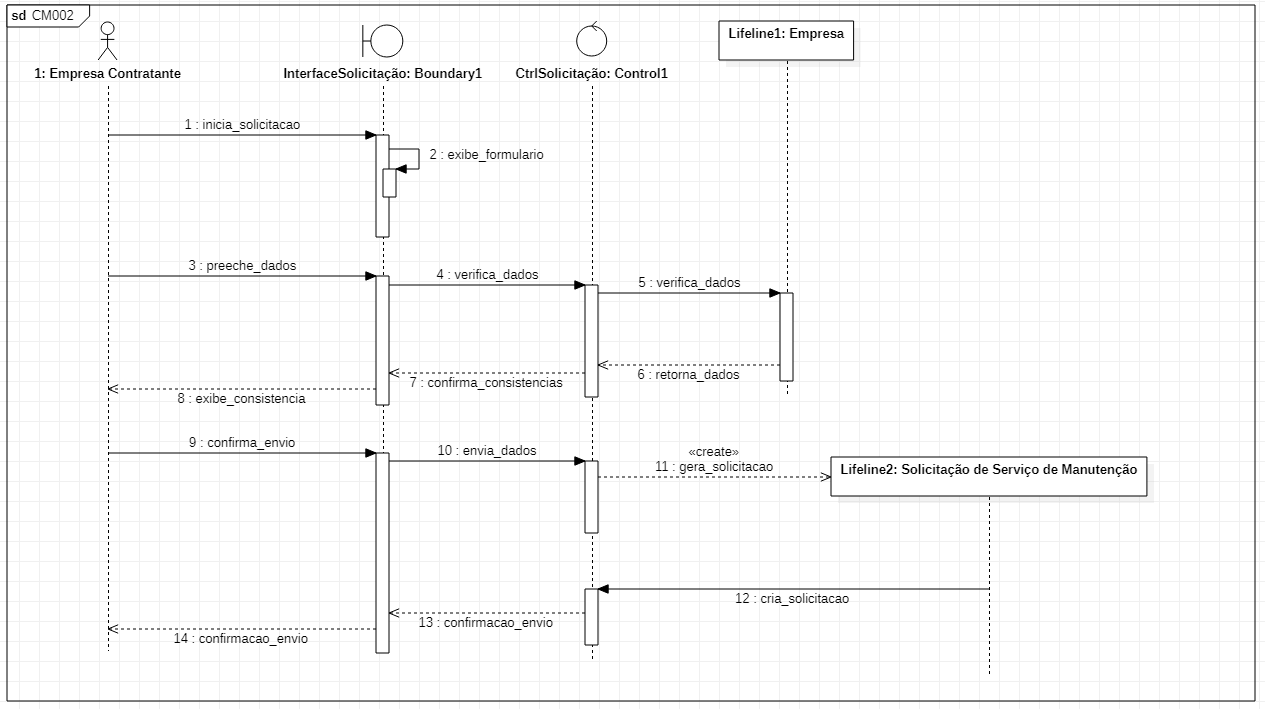 sd CM002
1: Empresa Contratante
InterfaceSolicitação: Boundary1
CtrlSolicitação: Control1
Lifeline1: Empresa
1 : inicia_solicitacao
2 : exibe_formulario
3 : preeche_dados
4 : verifica_dados
5 : verifica_dados
6 : retorna_dados
7 : confirma_consistencias
8 : exibe_consistencia
9 : confirma_envio
10 : envia_dados
«create»
11 : gera_solicitacao
Lifeline2: Solicitação de Serviço de Manutenção
12 : cria_solicitacao
13 : confirmacao_envio
14 : confirmacao_envio